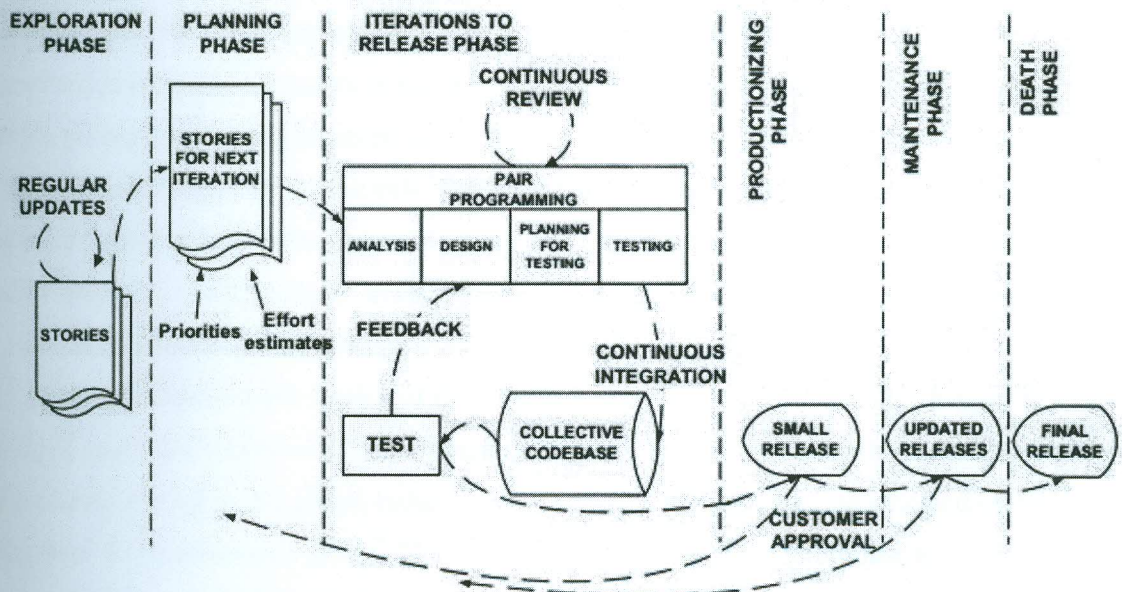 EXPLORATION
PHASE
PLANNING
PHASE
ITERATIONS TO
RELEASE PHASE
PRODUCTIONIZING
PHASE
MAINTENANCE
PHASE
DEATH
PHASE
REGULAR
UPDATES
STORIES
STORIES
FOR NEXT
ITERATION
Priorities
Effort
estimates
CONTINUOUS
REVIEW
PAIR
PROGRAMMING
ANALYSIS
DESIGN
PLANNING
FOR
TESTING
TESTING
FEEDBACK
CONTINUOUS
INTEGRATION
TEST
COLLECTIVE
CODEBASE
SMALL
RELEASE
UPDATED
RELEASES
FINAL
RELEASE
CUSTOMER
APPROVAL